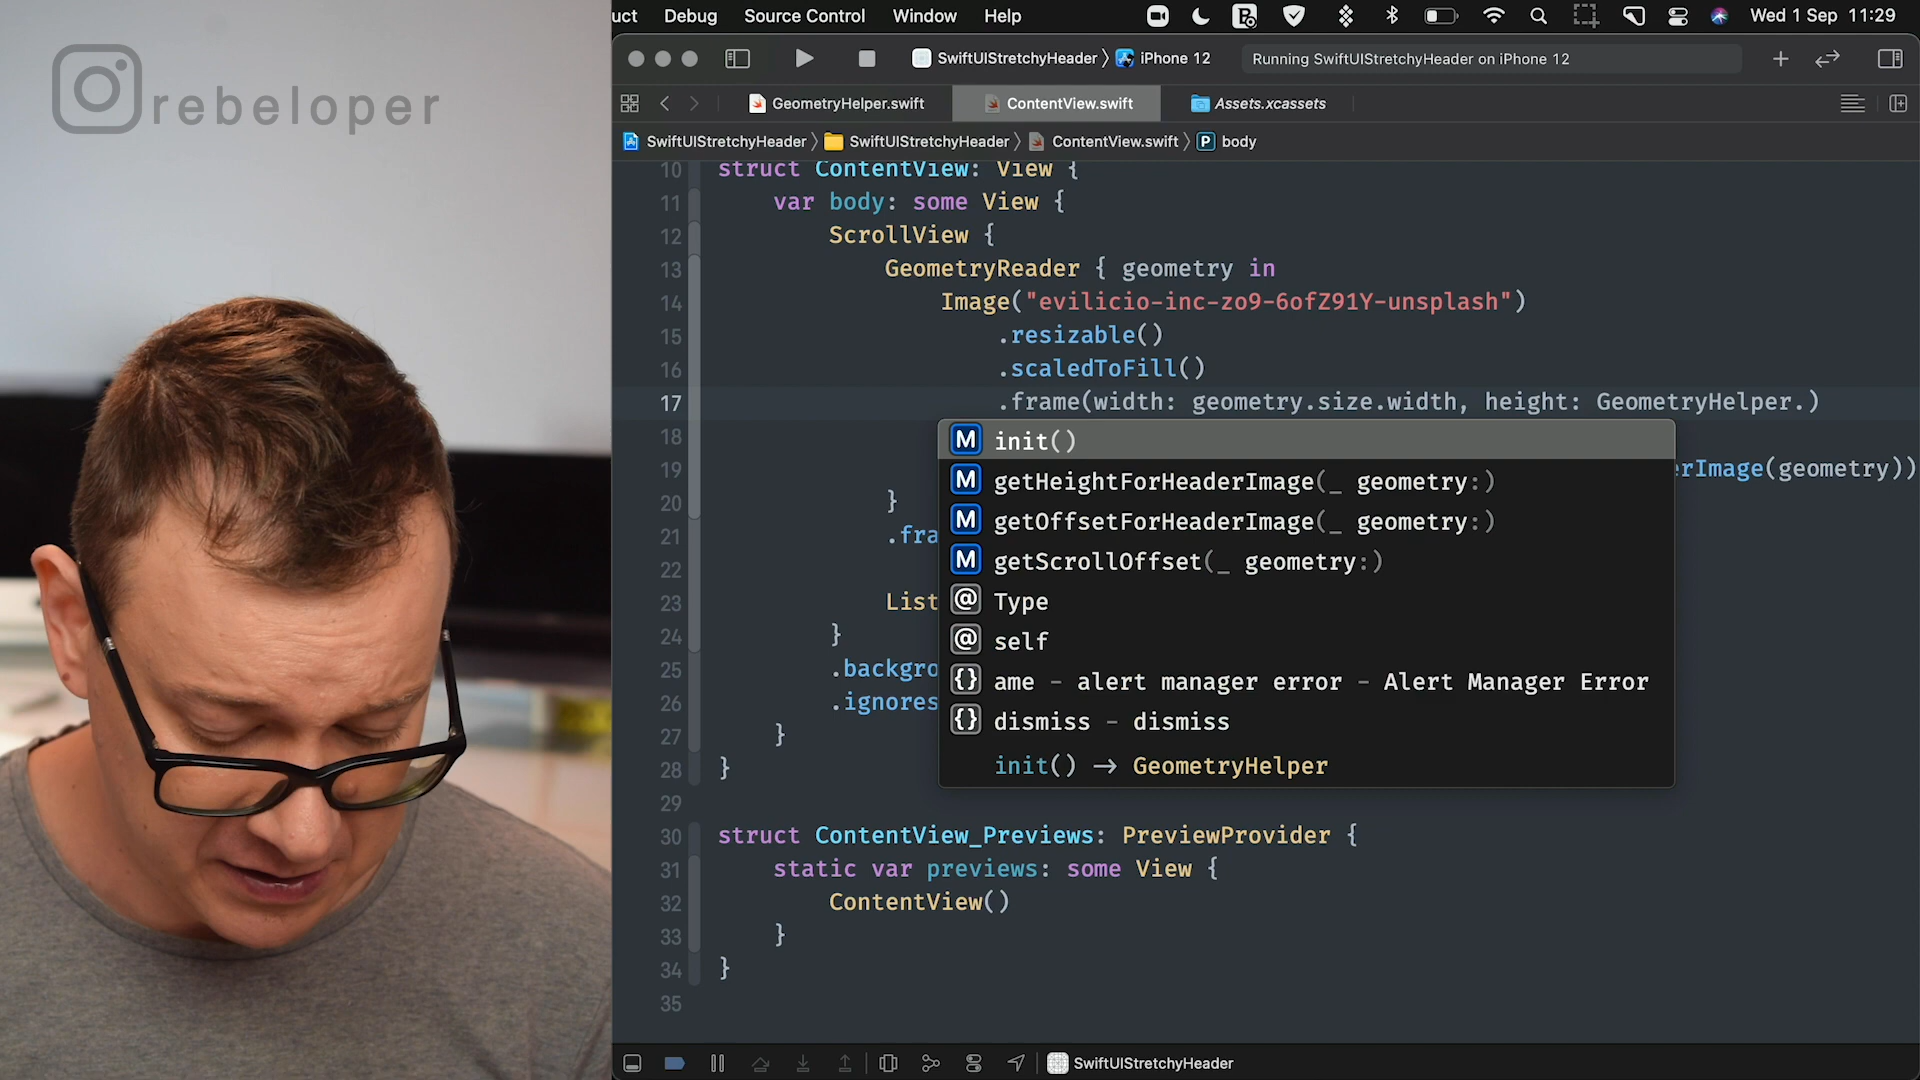 rebeloper
uct Debug Source Control Window Help Wed 1 Sep 11:29
SwiftUIStretchyHeader 〉 iPhone 12 Running SwiftUIStretchyHeader on iPhone 12
GeometryHelper.swift ContentView.swift Assets.xcassets
SwiftUIStretchyHeader 〉 SwiftUIStretchyHeader 〉 ContentView.swift 〉 P body
10 struct ContentView: View {
11 var body: some View {
12 ScrollView {
13 GeometryReader { geometry in
14 Image("evilicio-inc-zo9-6ofZ91Y-unsplash")
15 .resizable()
16 .scaledToFill()
17 .frame(width: geometry.size.width, height: GeometryHelper.)
18 M init()
19 M getHeightForHeaderImage(_ geometry:) rImage(geometry))
20 }
M getOffsetForHeaderImage(_ geometry:)
21 .fra
22 M getScrollOffset(_ geometry:)
23 List @ Type
24 }
@ self
25 .backgro {} ame - alert manager error - Alert Manager Error
26 .ignores
27 }
{} dismiss - dismiss
28 }
init() → GeometryHelper
29
30 struct ContentView_Previews: PreviewProvider {
31 static var previews: some View {
32 ContentView()
33 }
34 }
35
SwiftUIStretchyHeader